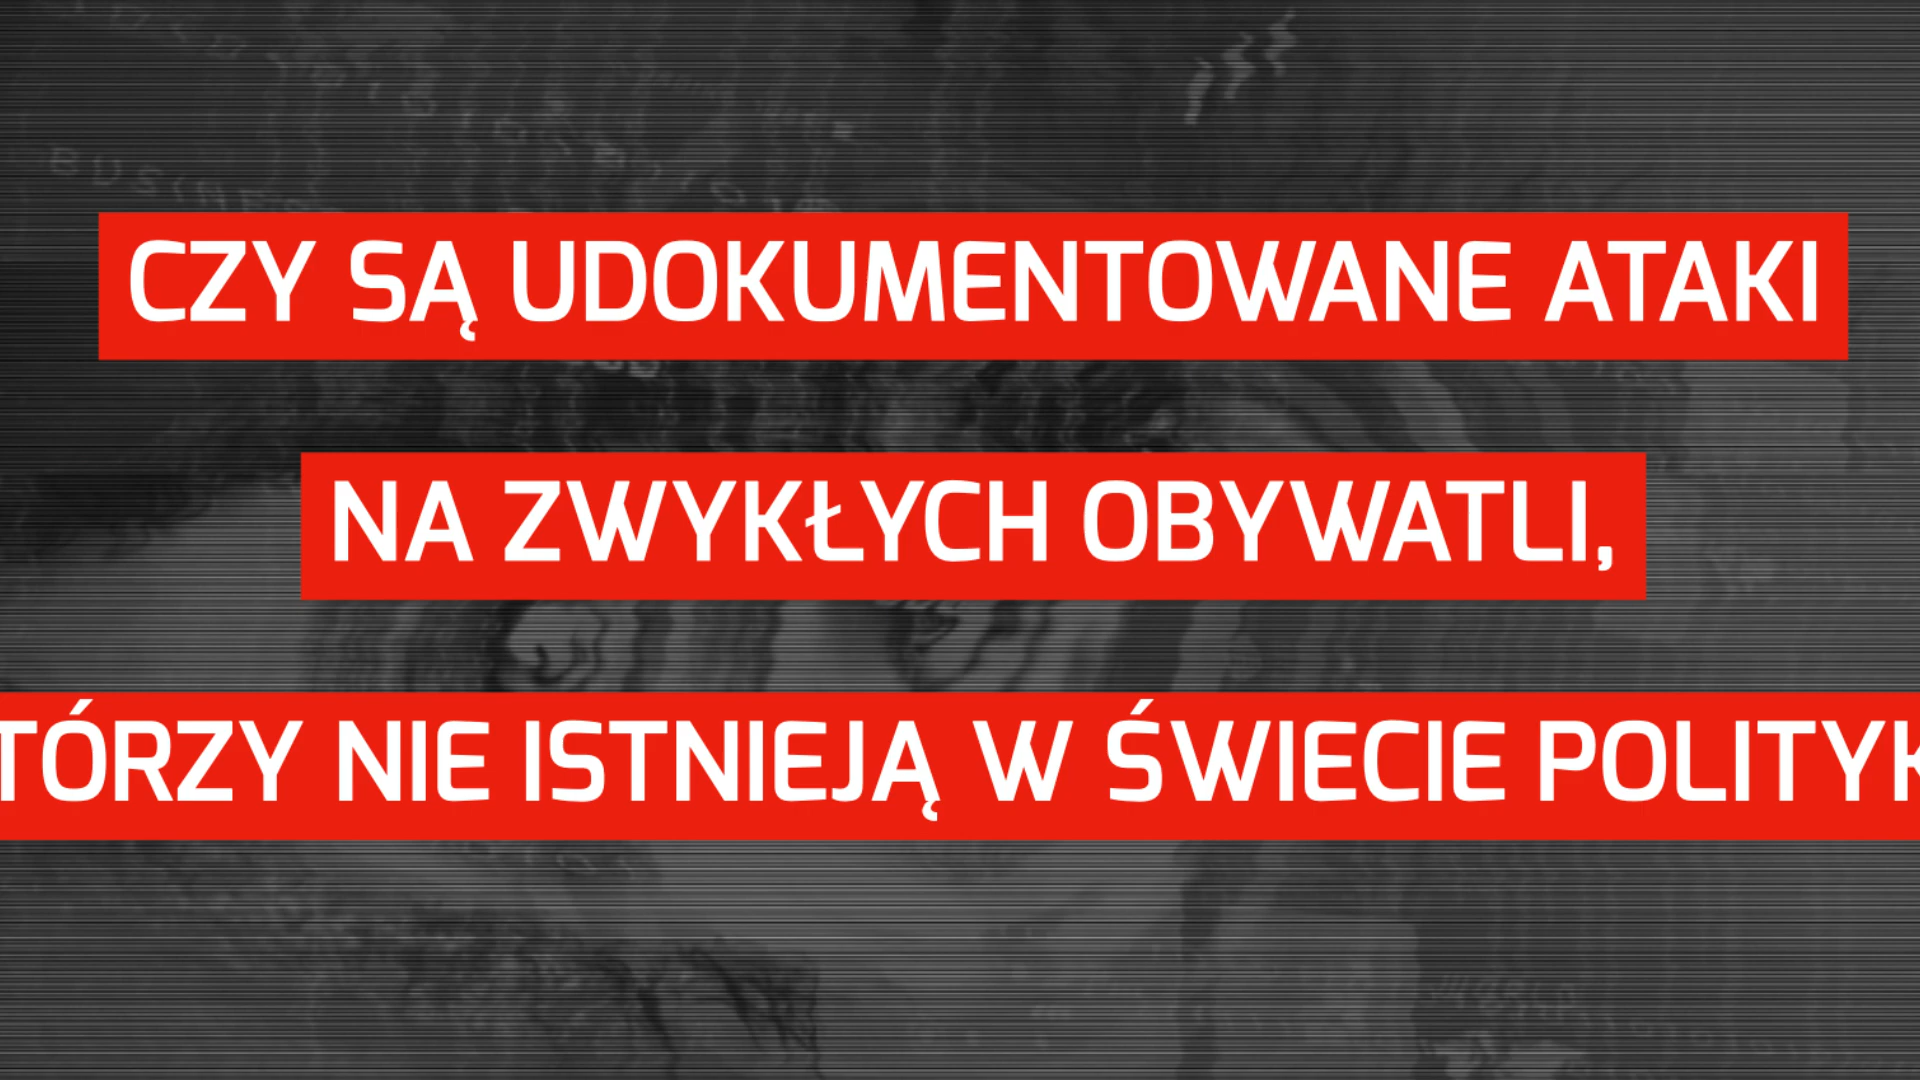 CZY SĄ UDOKUMENTOWANE ATAKI
NA ZWYKŁYCH OBYWATLI,
TÓRZY NIE ISTNIEJĄ W ŚWIECIE POLITYK